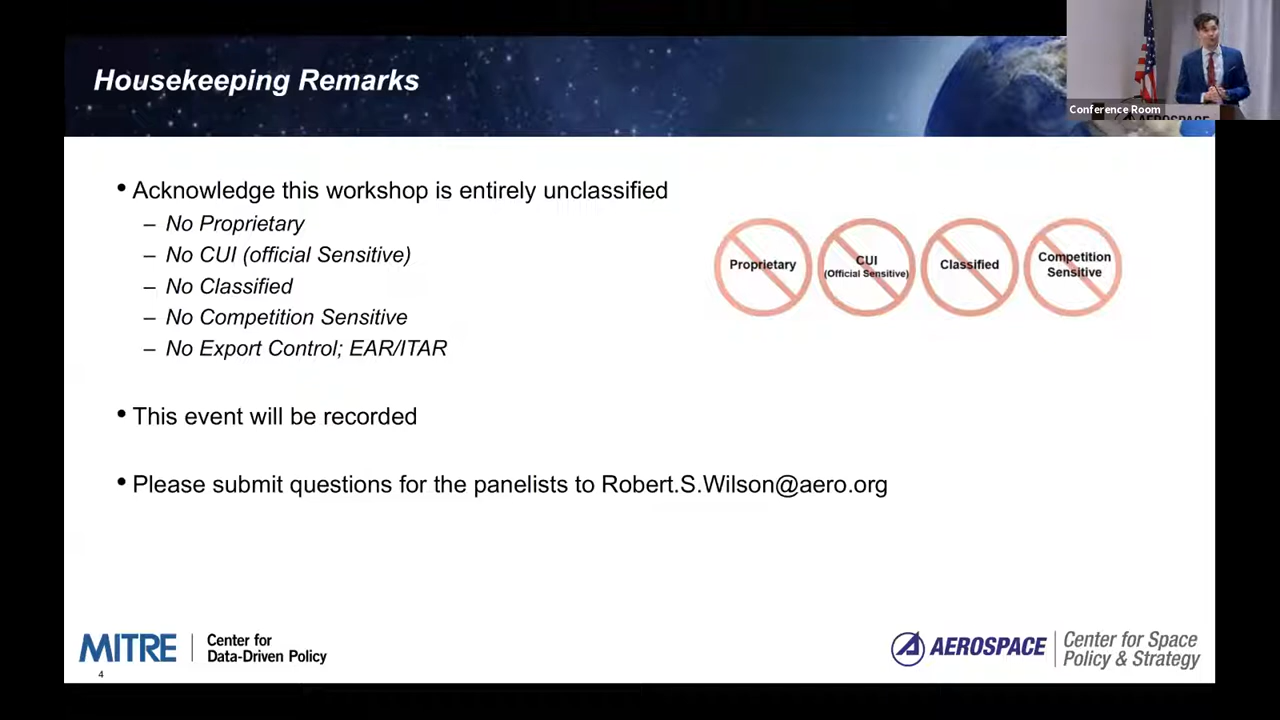 Housekeeping Remarks
Conference Room
AEROSPACE
• Acknowledge this workshop is entirely unclassified
– No Proprietary
– No CUI (official Sensitive)
– No Classified
– No Competition Sensitive
– No Export Control; EAR/ITAR
Proprietary
CUI
(Official Sensitive)
Classified
Competition
Sensitive
• This event will be recorded
• Please submit questions for the panelists to Robert.S.Wilson@aero.org
MITRE
Center for
Data-Driven Policy
AEROSPACE
Center for Space
Policy & Strategy
4